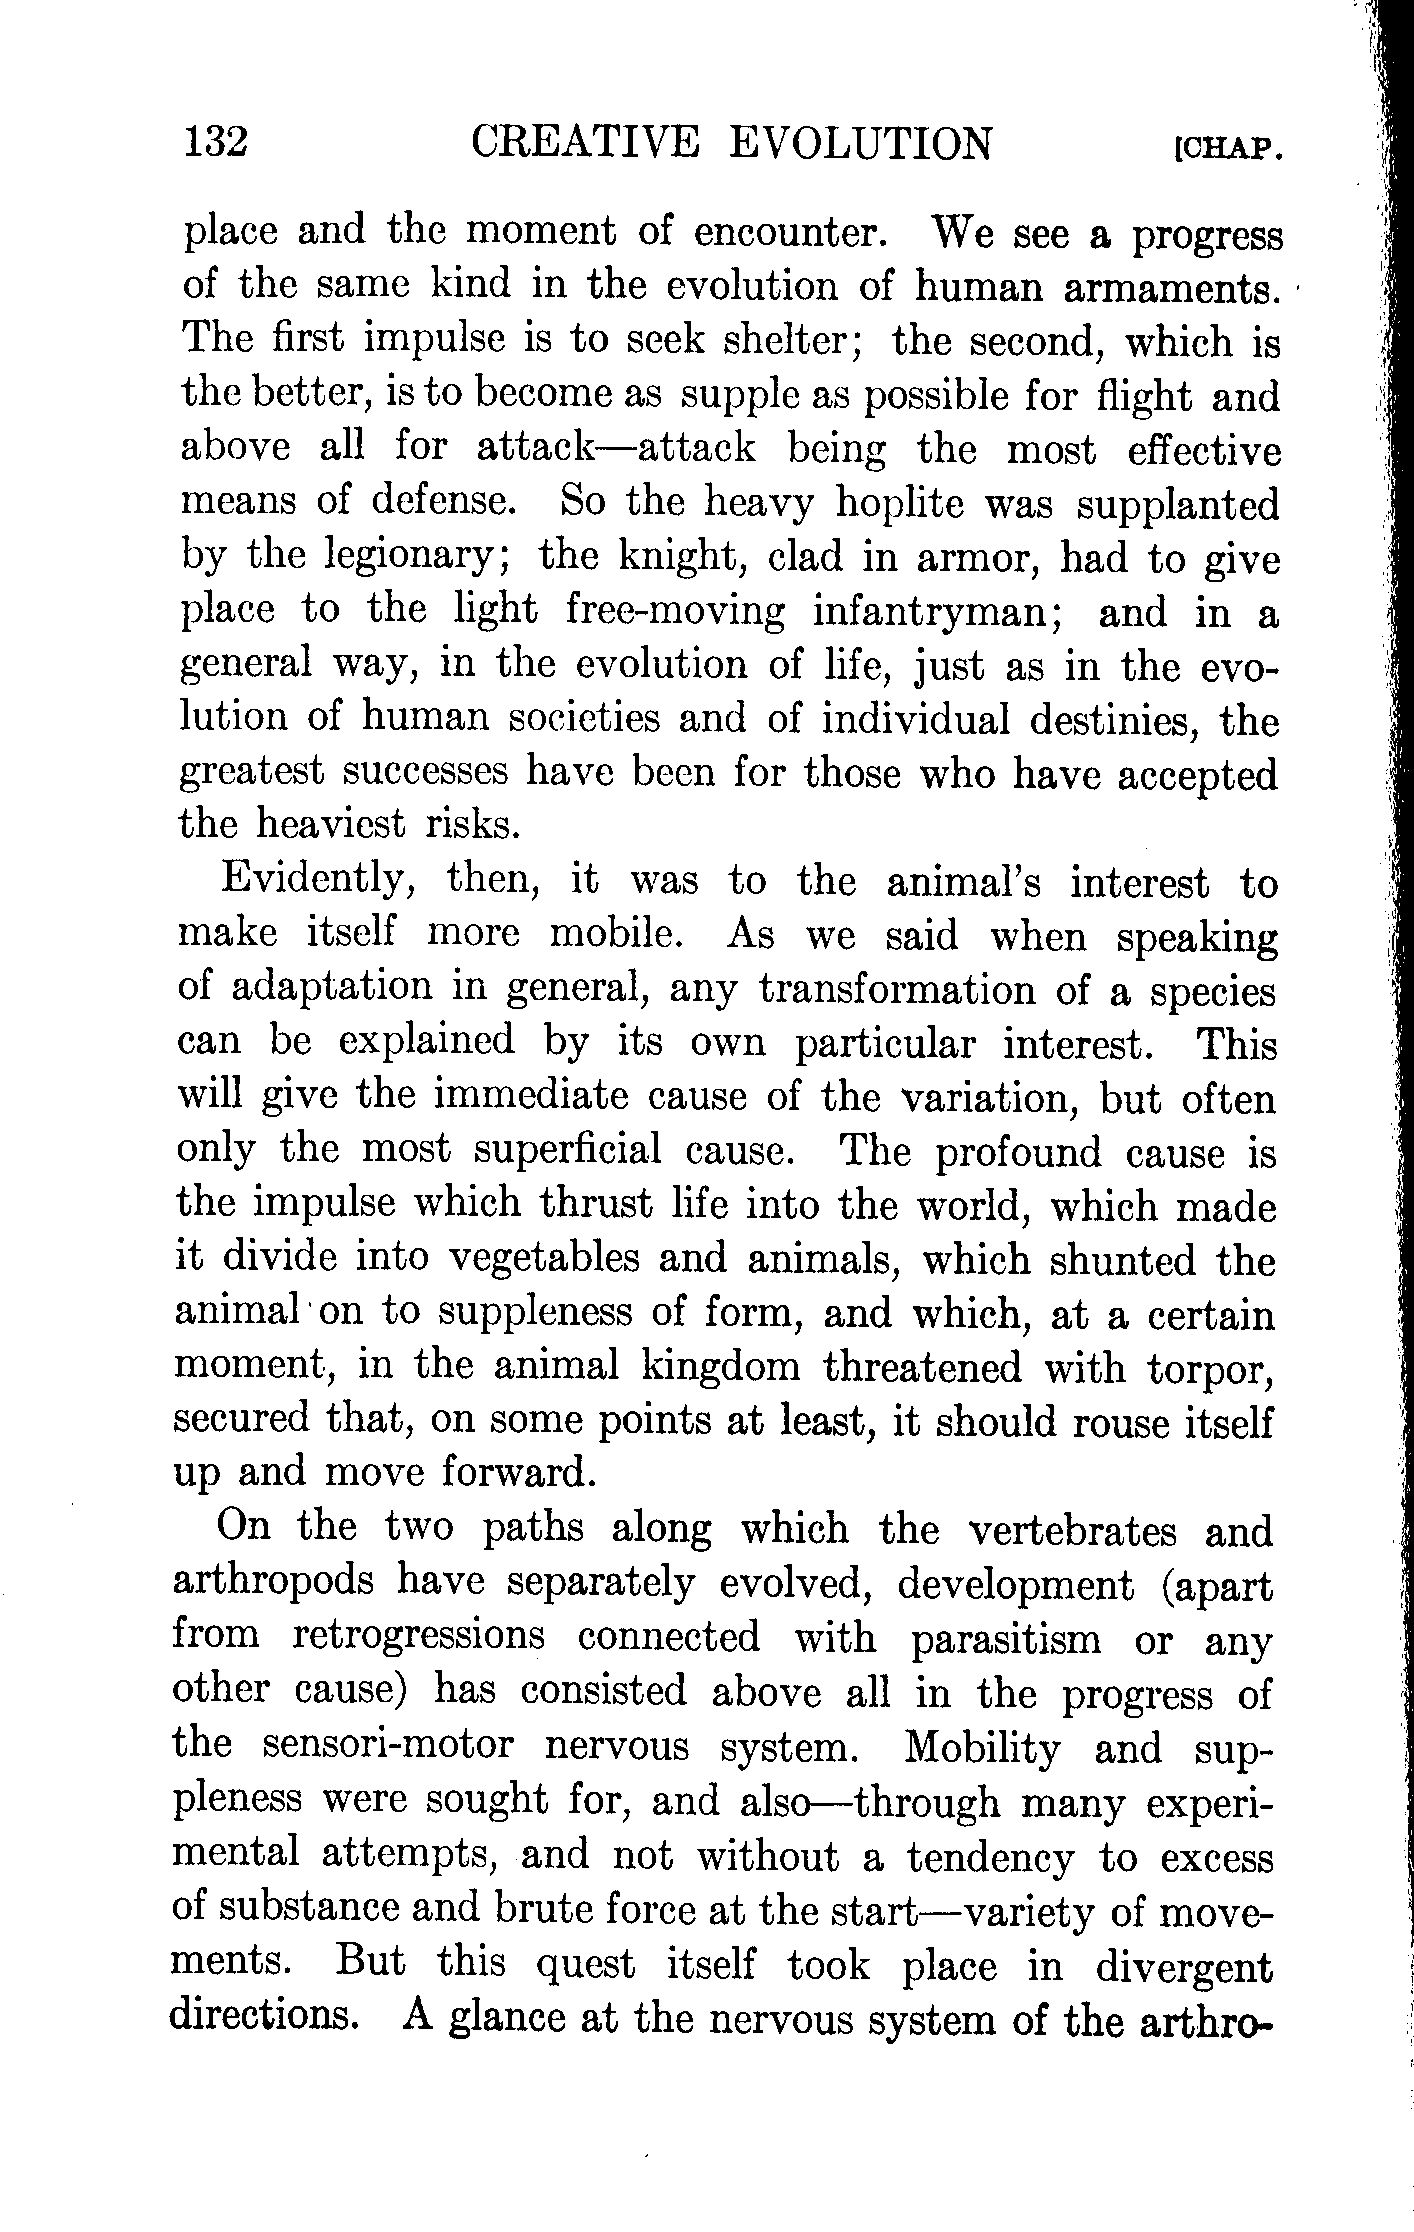 132 CREATIVE EVOLUTION [CHAP.
place and the moment of encounter. We see a progress
of the same kind in the evolution of human armaments.
The first impulse is to seek shelter; the second, which is
the better, is to become as supple as possible for flight and
above all for attack—attack being the most effective
means of defense. So the heavy hoplite was supplanted
by the legionary; the knight, clad in armor, had to give
place to the light free-moving infantryman; and in a
general way, in the evolution of life, just as in the evo-
lution of human societies and of individual destinies, the
greatest successes have been for those who have accepted
the heaviest risks.
Evidently, then, it was to the animal's interest to
make itself more mobile. As we said when speaking
of adaptation in general, any transformation of a species
can be explained by its own particular interest. This
will give the immediate cause of the variation, but often
only the most superficial cause. The profound cause is
the impulse which thrust life into the world, which made
it divide into vegetables and animals, which shunted the
animal on to suppleness of form, and which, at a certain
moment, in the animal kingdom threatened with torpor,
secured that, on some points at least, it should rouse itself
up and move forward.
On the two paths along which the vertebrates and
arthropods have separately evolved, development (apart
from retrogressions connected with parasitism or any
other cause) has consisted above all in the progress of
the sensori-motor nervous system. Mobility and sup-
pleness were sought for, and also—through many experi-
mental attempts, and not without a tendency to excess
of substance and brute force at the start—variety of move-
ments. But this quest itself took place in divergent
directions. A glance at the nervous system of the arthro-